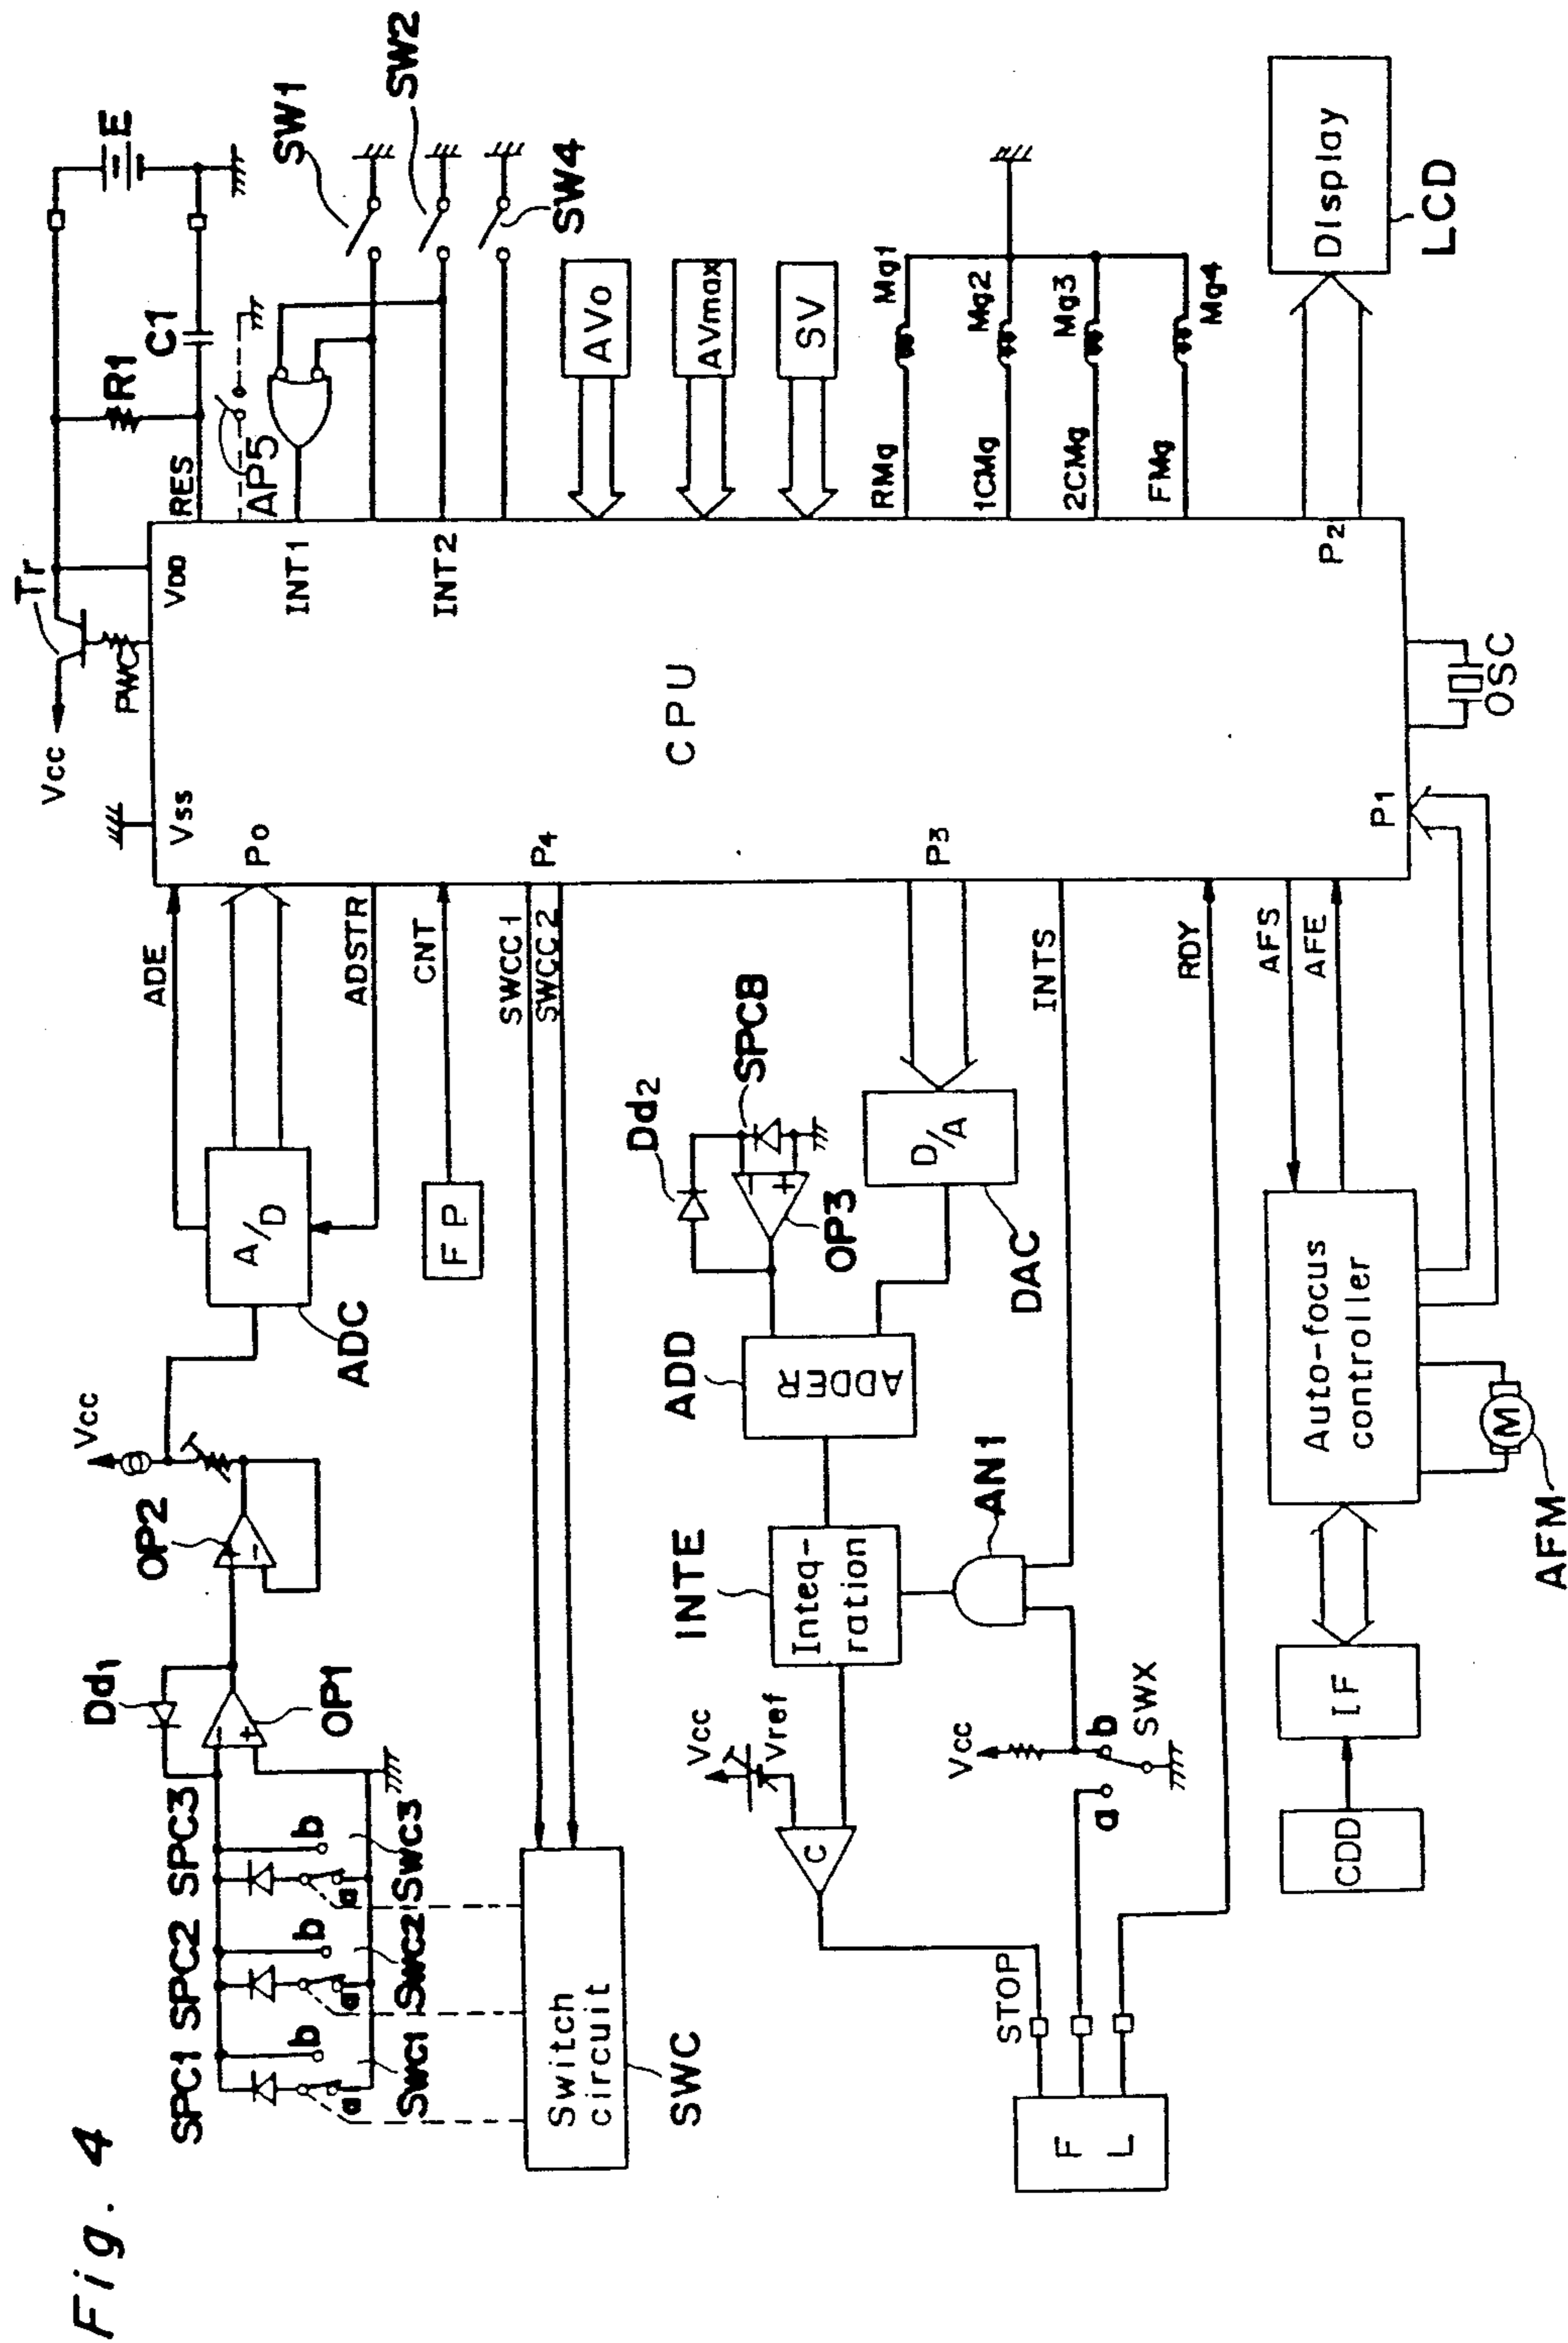 Fig. 4
SPC1 SPC2 SPC3
Dd1
OP2
Vcc
ADE
Vss
Vcc
PWC
Tr
VDD
RES
R1
C1
E
b
b
b
a
a
a
SWC1
SWC2
SWC3
OP1
ADC
A/D
ADSTR
Po
AP5
INT1
SW1
SW2
SW4
FP
CNT
INT2
Switch
circuit
SWC
SWCC1
SWCC2
P4
AVo
AVmax
SV
CPU
Vcc
Vref
C
INTE
Integ-
ration
ADD
ADDER
Dd2
SPC8
OP3
D/A
DAC
P3
RMg
Mg1
1CMg
Mg2
2CMg
Mg3
FMg
Mg4
AN1
INTS
Vcc
a
b
SWX
STOP
F
L
RDY
AFS
AFE
CDD
IF
Auto-focus
controller
M
AFM
P1
OSC
P2
Display
LCD